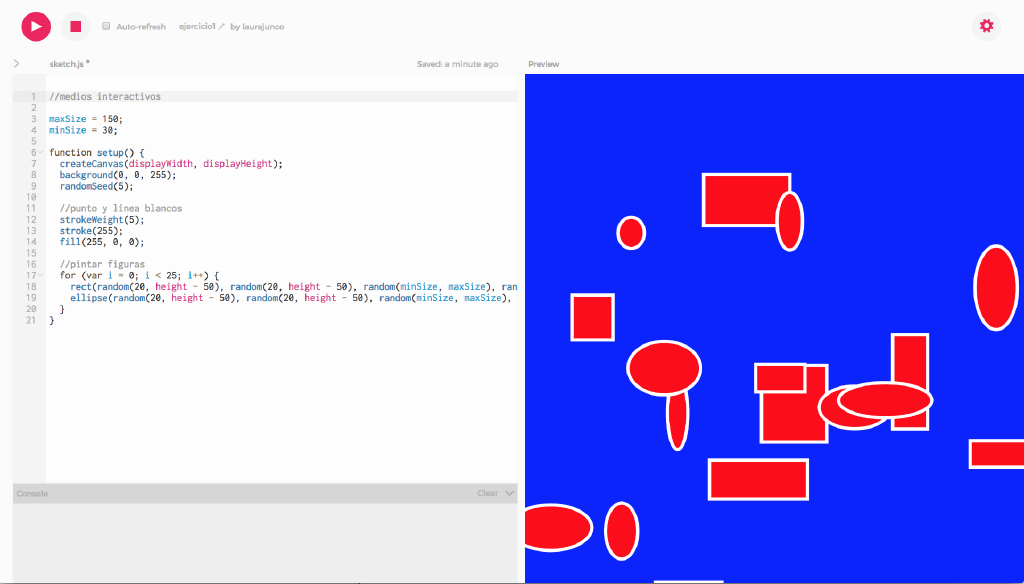 Auto-refresh ejercicio1 by laurajunco
sketch.js*
Saved: a minute ago
Preview
1 //medios interactivos
2
3 maxSize = 150;
4 minSize = 30;
5
6 function setup() {
7 createCanvas(displayWidth, displayHeight);
8 background(0, 0, 255);
9 randomSeed(5);
10
11 //punto y linea blancos
12 strokeWeight(5);
13 stroke(255);
14 fill(255, 0, 0);
15
16 //pintar figuras
17 for (var i = 0; i < 25; i++) {
18 rect(random(20, height - 50), random(20, height - 50), random(minSize, maxSize), ran
19 ellipse(random(20, height - 50), random(20, height - 50), random(minSize, maxSize),
20 }
21 }
Console
Clear